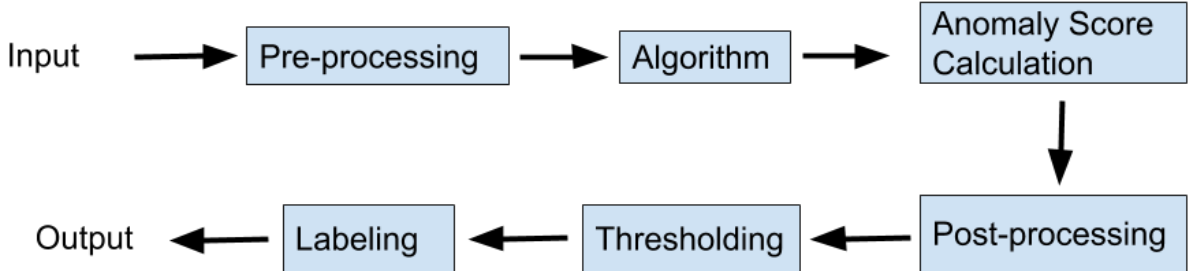 Input
Pre-processing
Algorithm
Anomaly Score
Calculation
Post-processing
Thresholding
Labeling
Output